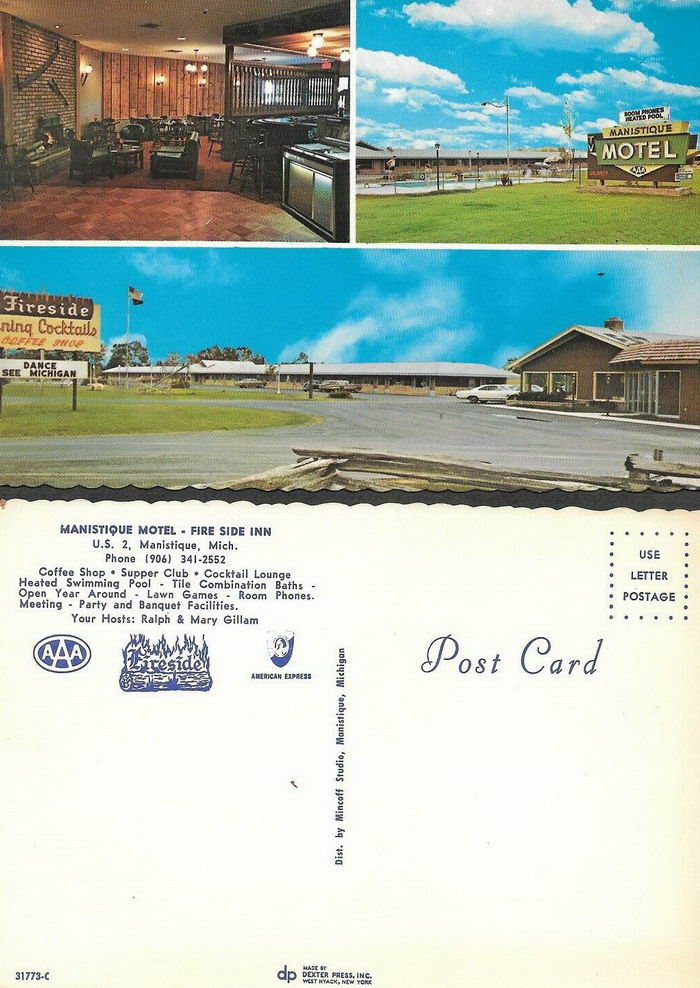 ROOM PHONES
HEATED POOL
MANISTIQUE
MOTEL
AAA
Fireside
ning Cocktails
COFFEE SHOP
DANCE
SEE MICHIGAN
MANISTIQUE MOTEL - FIRE SIDE INN
U.S. 2, Manistique, Mich.
Phone (906) 341-2552
Coffee Shop • Supper Club • Cocktail Lounge
Heated Swimming Pool - Tile Combination Baths -
Open Year Around - Lawn Games - Room Phones.
Meeting - Party and Banquet Facilities.
Your Hosts: Ralph & Mary Gillam
AAA
Fireside
AMERICAN EXPRESS
Dist. by Mincoff Studio, Manistique, Michigan
USE
LETTER
POSTAGE
Post Card
31773-C
dp
MADE BY
DEXTER PRESS, INC.
WEST NYACK, NEW YORK